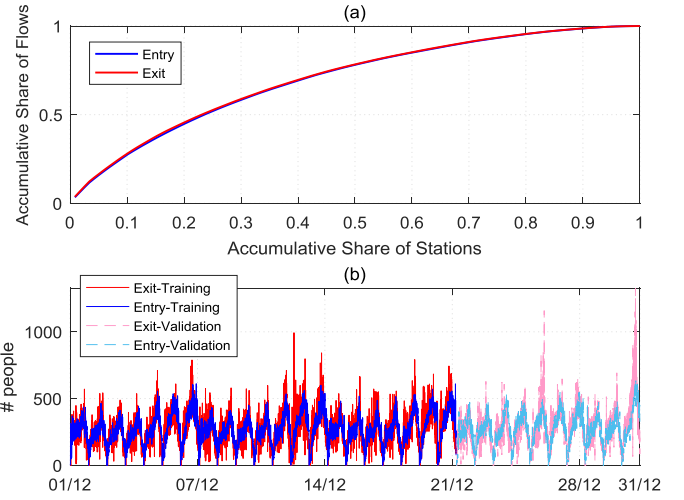 (a)
Accumulative Share of Flows
1
0.5
0
Entry
Exit
0 0.1 0.2 0.3 0.4 0.5 0.6 0.7 0.8 0.9 1
Accumulative Share of Stations
(b)
# people
1000
500
0
Exit-Training
Entry-Training
Exit-Validation
Entry-Validation
01/12 07/12 14/12 21/12 28/12 31/12